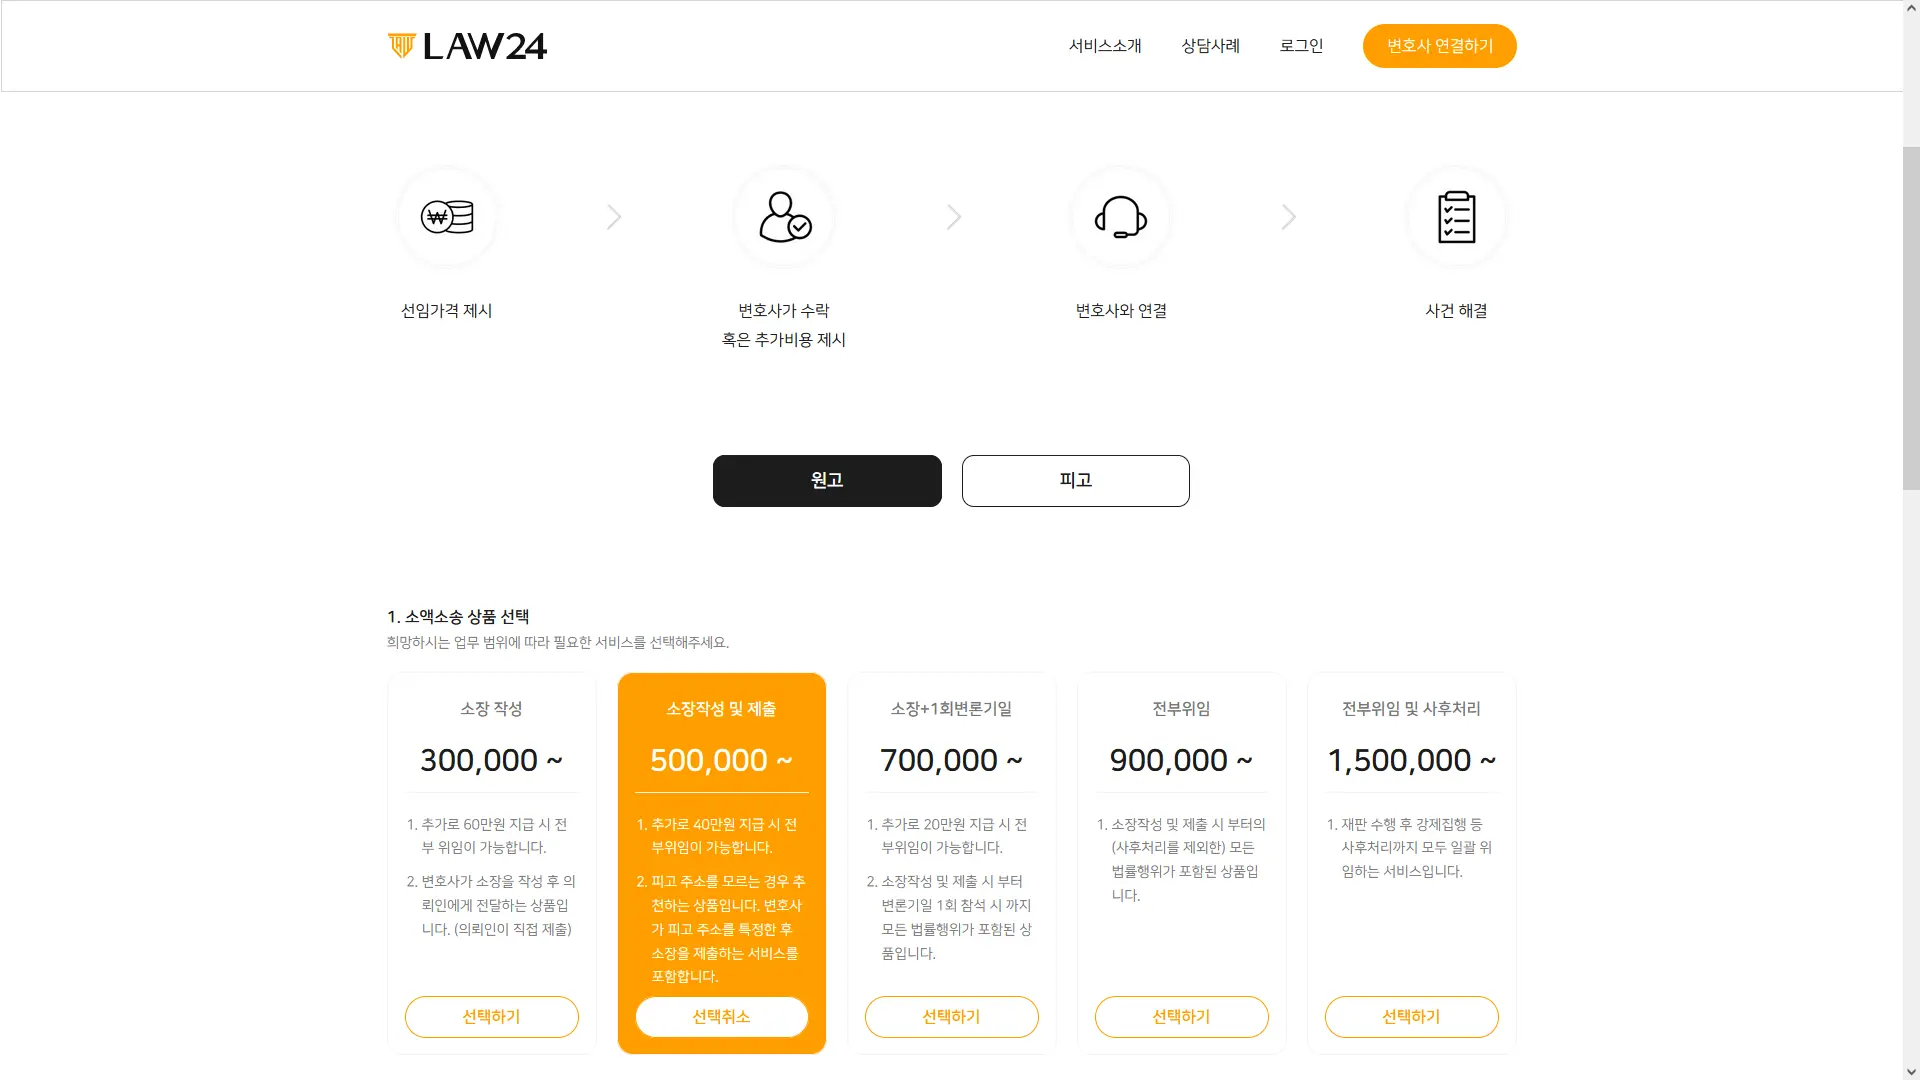 LAW24
서비스소개
상담사례
로그인
변호사 연결하기
선임가격 제시
변호사가 수락
혹은 추가비용 제시
변호사와 연결
사건 해결
원고
피고
1. 소액소송 상품 선택
희망하시는 업무 범위에 따라 필요한 서비스를 선택해주세요.
소장 작성
300,000 ~
1. 추가로 60만원 지급 시 전
부 위임이 가능합니다.
2. 변호사가 소장을 작성 후 의
뢰인에게 전달하는 상품입
니다. (의뢰인이 직접 제출)
선택하기
소장작성 및 제출
500,000 ~
1. 추가로 40만원 지급 시 전
부위임이 가능합니다.
2. 피고 주소를 모르는 경우 추
천하는 상품입니다. 변호사
가 피고 주소를 특정한 후
소장을 제출하는 서비스를
포함합니다.
선택취소
소장+1회변론기일
700,000 ~
1. 추가로 20만원 지급 시 전
부위임이 가능합니다.
2. 소장작성 및 제출 시 부터
변론기일 1회 참석 시 까지
모든 법률행위가 포함된 상
품입니다.
선택하기
전부위임
900,000 ~
1. 소장작성 및 제출 시 부터의
(사후처리를 제외한) 모든
법률행위가 포함된 상품입
니다.
선택하기
전부위임 및 사후처리
1,500,000 ~
1. 재판 수행 후 강제집행 등
사후처리까지 모두 일괄 위
임하는 서비스입니다.
선택하기